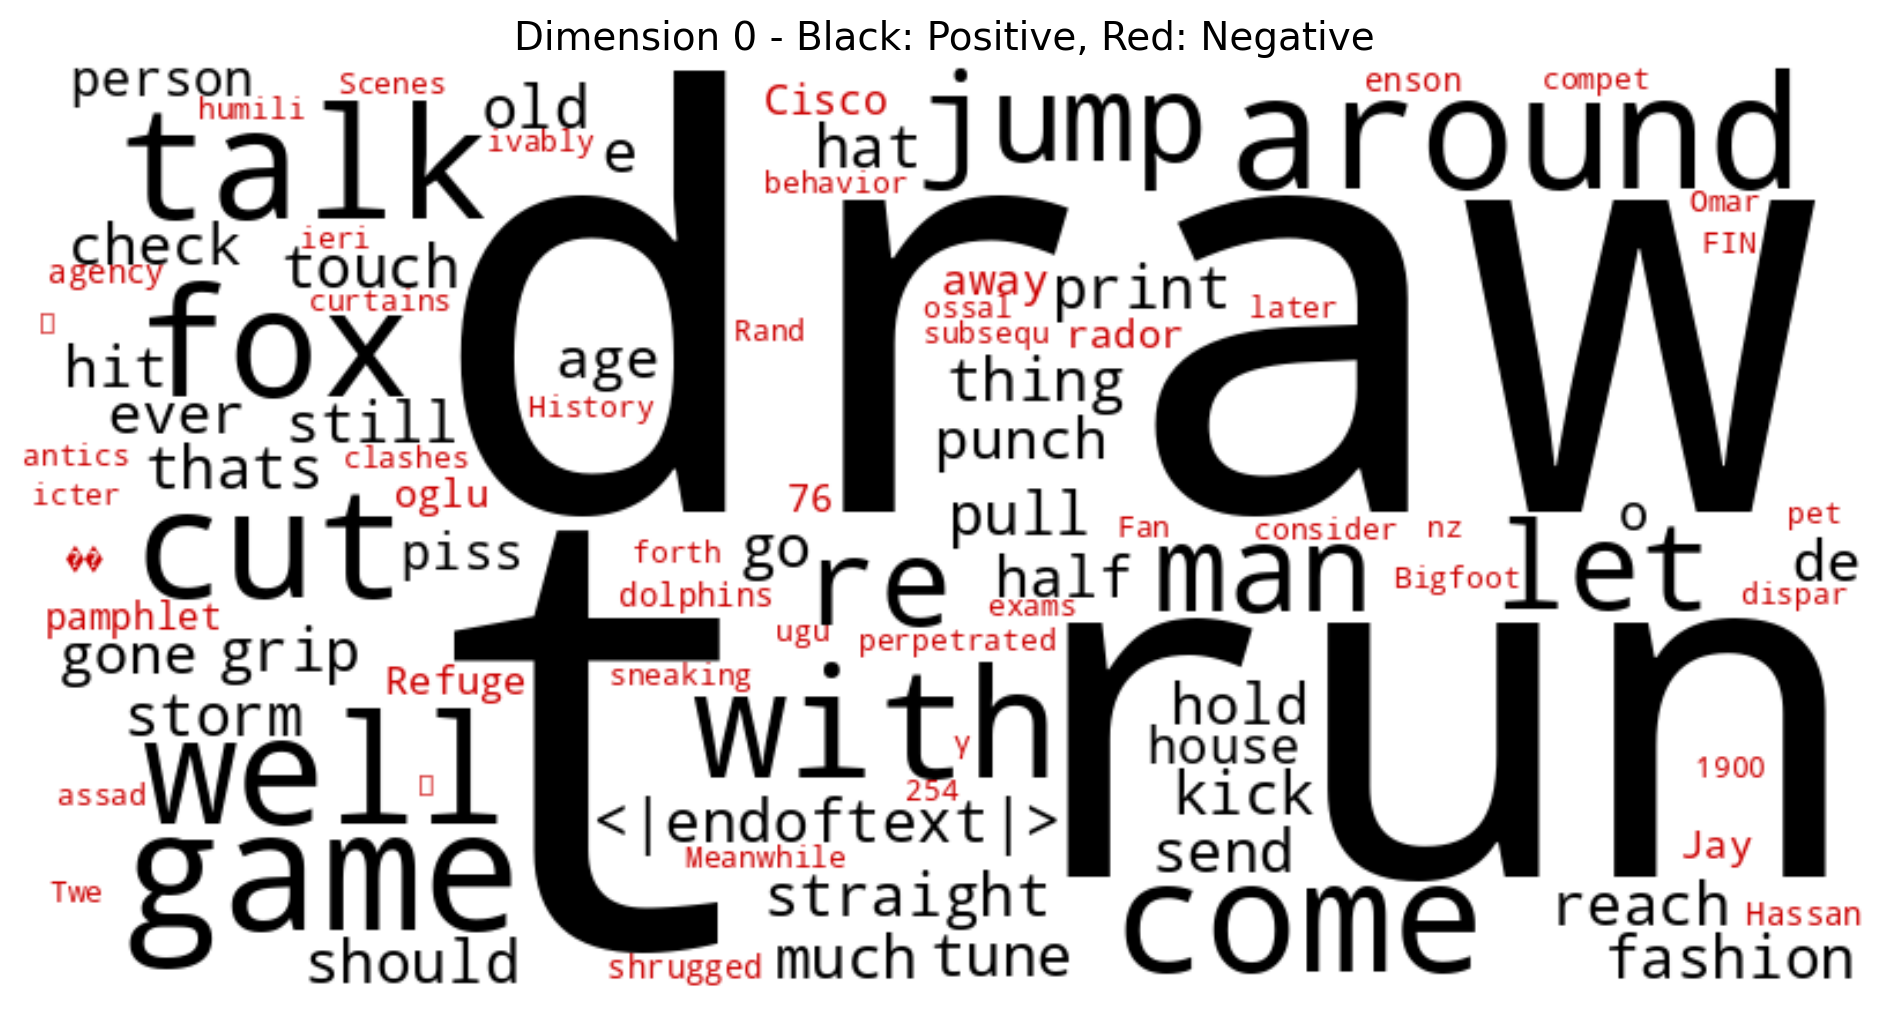 Dimension 0 - Black: Positive, Red: Negative
person
Scenes
humili
talk
old
ivably
e
Cisco
hat
behavior
jump
enson
compet
around
Omar
FIN
draw
check
ieri
touch
agency
curtains
fox
hit
age
History
Rand
away
print
ossal
later
subsequ
rador
thing
punch
ever
still
antics
thats
clashes
icter
oglu
76
cut
piss
pull
Fan
consider
nz
o
pet
forth
go
re
half
man
Bigfoot
let
de
dispar
dolphins
exams
pamphlet
ugu
perpetrated
gone
grip
Refuge
sneaking
t
with
run
hold
house
storm
y
well
kick
1900
assad
254
<|endoftext|>
send
Jay
Meanwhile
game
Twe
straight
come
reach
Hassan
should
shrugged
much
tune
fashion